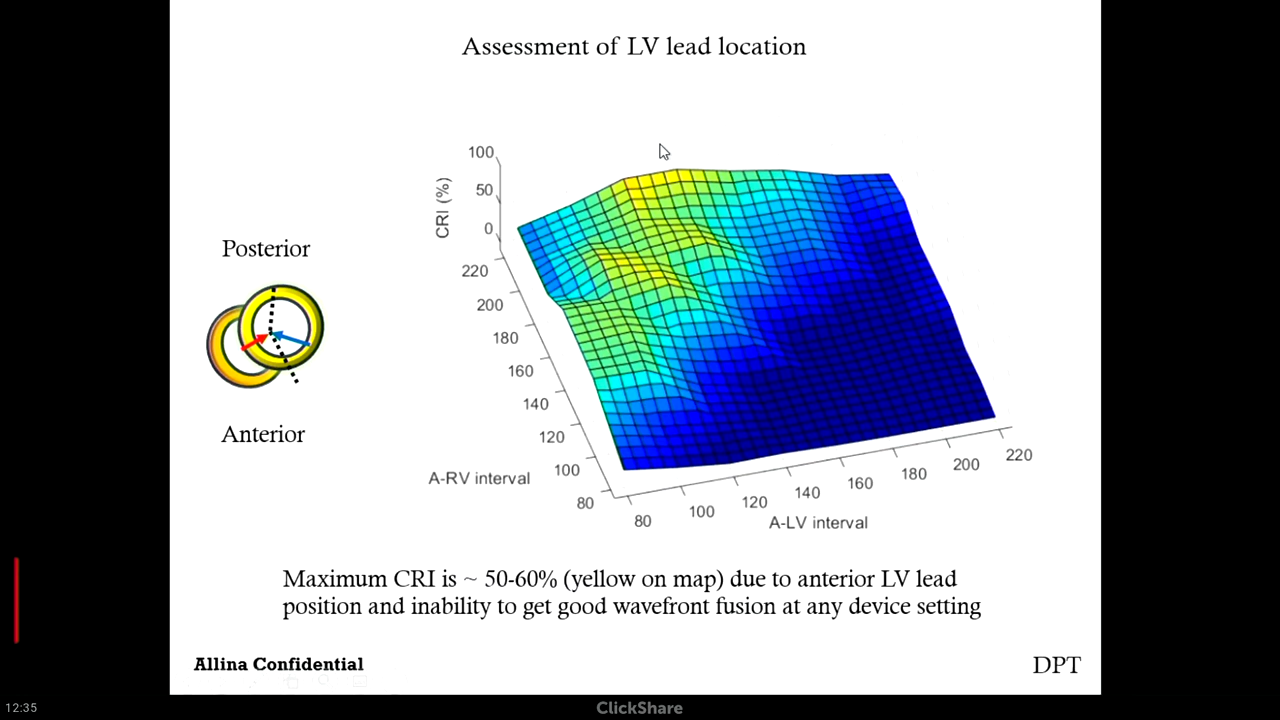 Assessment of LV lead location
100
50
0
CRI (%)
220
200
180
160
140
120
100
80
A-RV interval
80
100
120
140
160
180
200
220
A-LV interval
Posterior
Anterior
Maximum CRI is ~ 50-60% (yellow on map) due to anterior LV lead
position and inability to get good wavefront fusion at any device setting
Allina Confidential
DPT
12:35
ClickShare